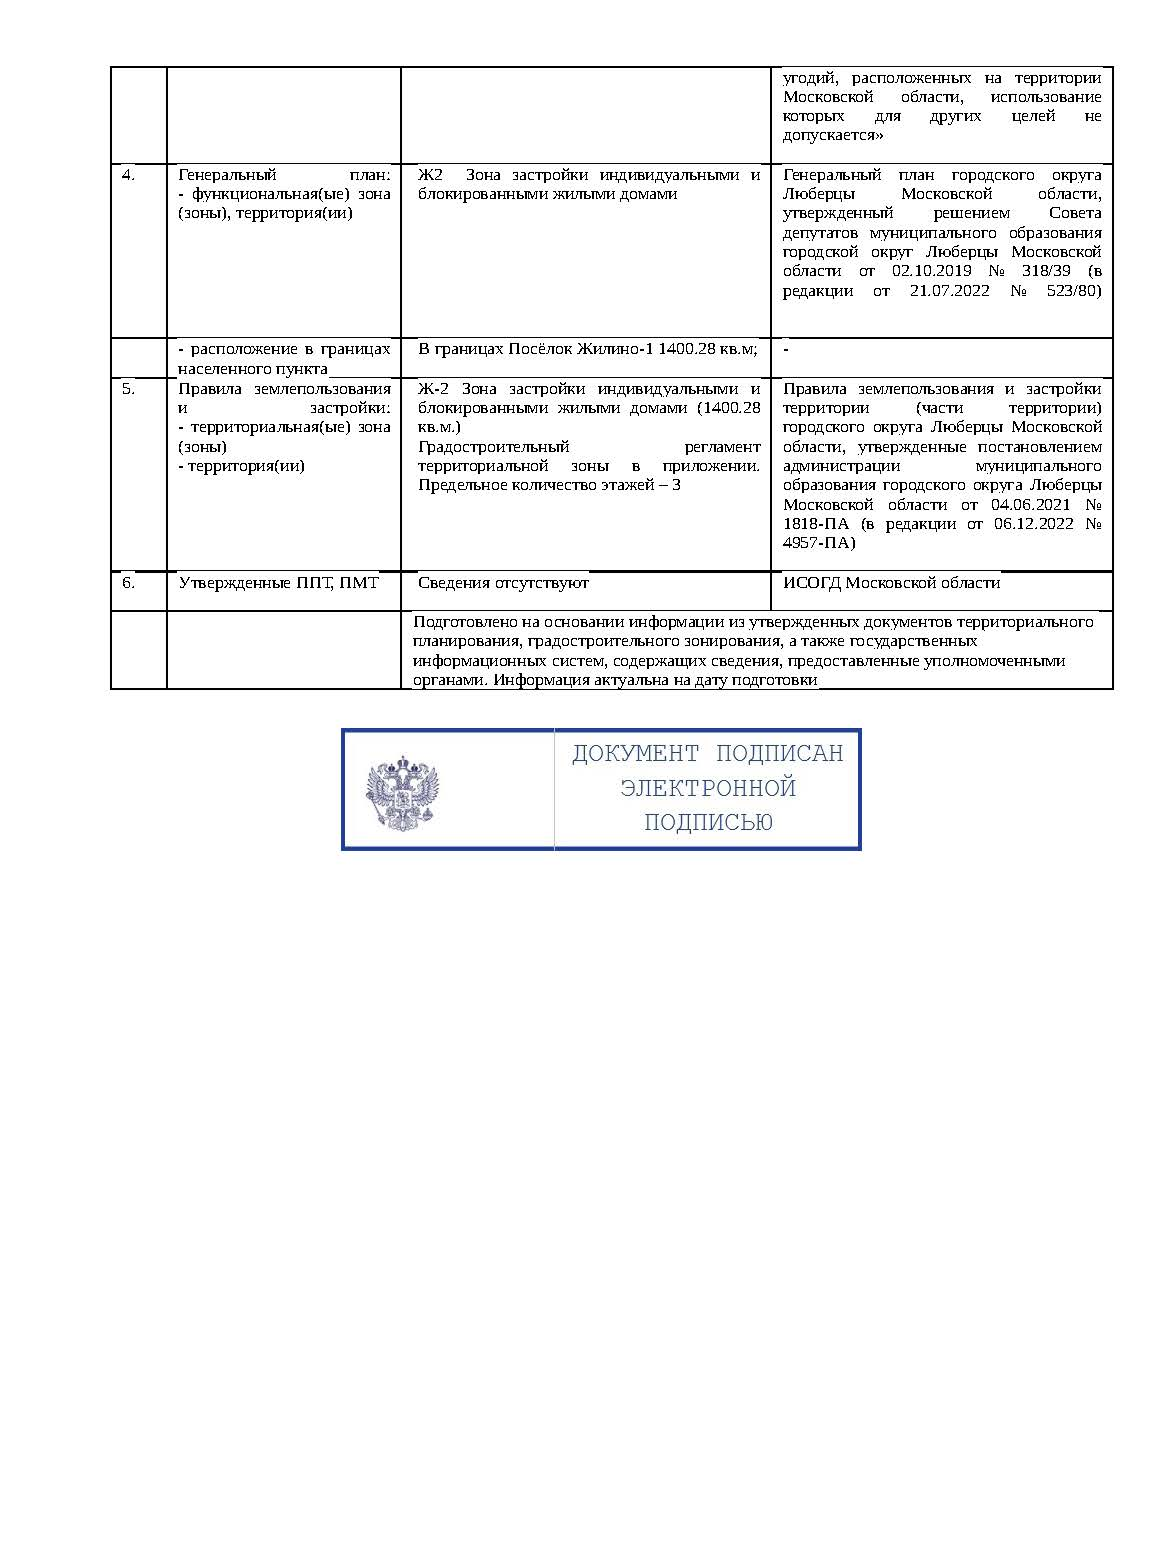 угодий, расположенных на территории
Московской области, использование
которых для других целей не
допускается»
4.
Генеральный план:
- функциональная(ые) зона
(зоны), территория(ии)
Ж2 Зона застройки индивидуальными и
блокированными жилыми домами
Генеральный план городского округа
Люберцы Московской области,
утвержденный решением Совета
депутатов муниципального образования
городской округ Люберцы Московской
области от 02.10.2019 № 318/39 (в
редакции от 21.07.2022 № 523/80)
- расположение в границах
населенного пункта
В границах Посёлок Жилино-1 1400.28 кв.м;
-
5.
Правила землепользования
и застройки:
- территориальная(ые) зона
(зоны)
- территория(ии)
Ж-2 Зона застройки индивидуальными и
блокированными жилыми домами (1400.28
кв.м.)
Градостроительный регламент
территориальной зоны в приложении.
Предельное количество этажей – 3
Правила землепользования и застройки
территории (части территории)
городского округа Люберцы Московской
области, утвержденные постановлением
администрации муниципального
образования городского округа Люберцы
Московской области от 04.06.2021 №
1818-ПА (в редакции от 06.12.2022 №
4957-ПА)
6.
Утвержденные ППТ, ПМТ
Сведения отсутствуют
ИСОГД Московской области
Подготовлено на основании информации из утвержденных документов территориального
планирования, градостроительного зонирования, а также государственных
информационных систем, содержащих сведения, предоставленные уполномоченными
органами. Информация актуальна на дату подготовки
ДОКУМЕНТ ПОДПИСАН
ЭЛЕКТРОННОЙ
ПОДПИСЬЮ